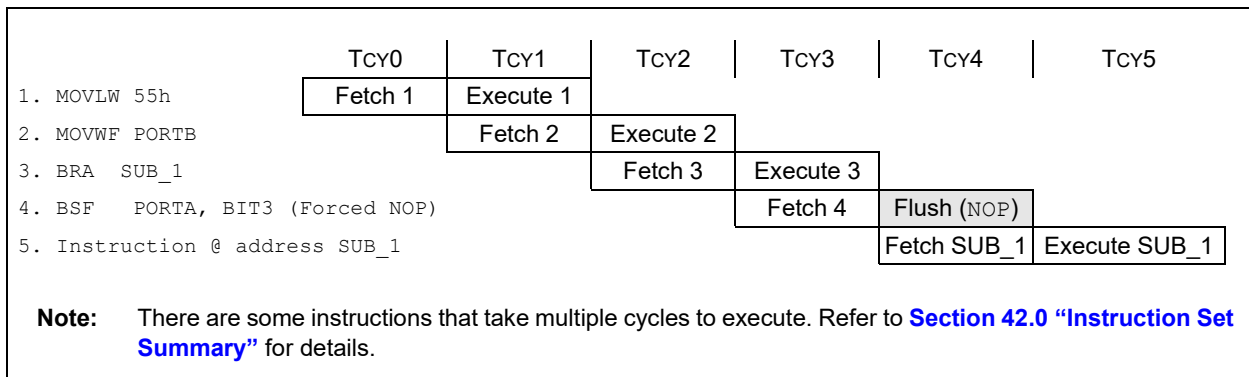 TCY0 TCY1 TCY2 TCY3 TCY4 TCY5
1. MOVLW 55h Fetch 1 Execute 1
2. MOVWF PORTB Fetch 2 Execute 2
3. BRA SUB_1 Fetch 3 Execute 3
4. BSF PORTA, BIT3 (Forced NOP) Fetch 4 Flush (NOP)
5. Instruction @ address SUB_1 Fetch SUB_1 Execute SUB_1
Note: There are some instructions that take multiple cycles to execute. Refer to Section 42.0 “Instruction Set
Summary” for details.